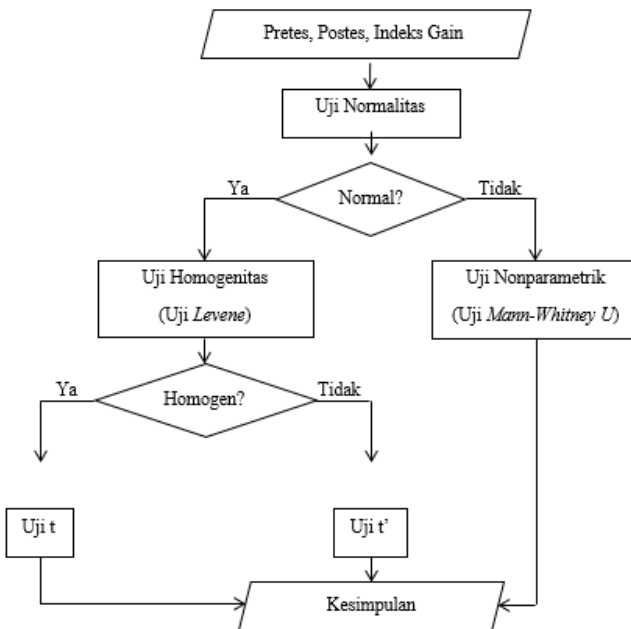 Pretes, Postes, Indeks Gain
Uji Normalitas
Ya
Normal?
Tidak
Uji Homogenitas
(Uji Levene)
Uji Nonparametrik
(Uji Mann-Whitney U)
Ya
Homogen?
Tidak
Uji t
Uji t’
Kesimpulan